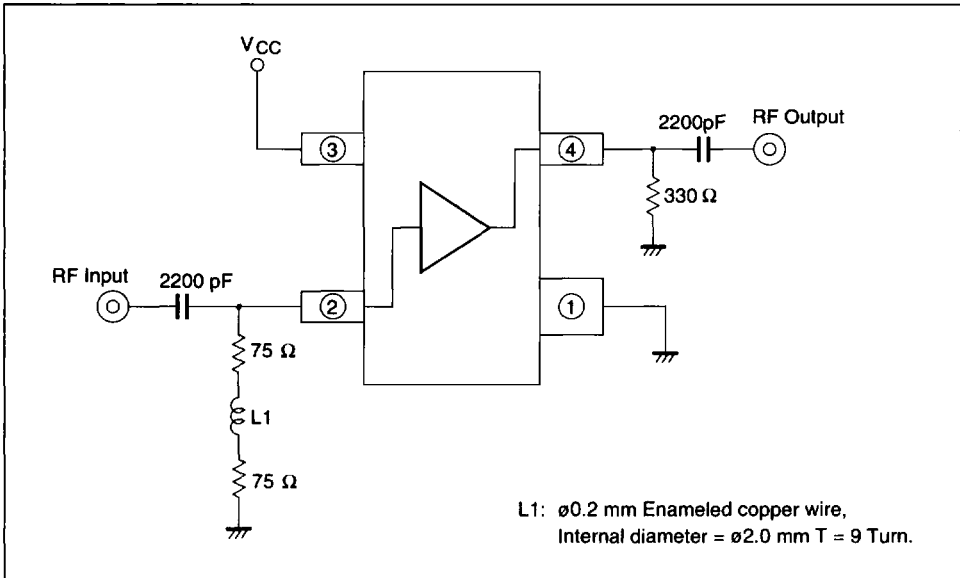 VCC
③
④
2200pF
RF Output
330 Ω
RF Input
2200 pF
②
①
75 Ω
L1
75 Ω
L1: ø0.2 mm Enameled copper wire,
Internal diameter = ø2.0 mm T = 9 Turn.